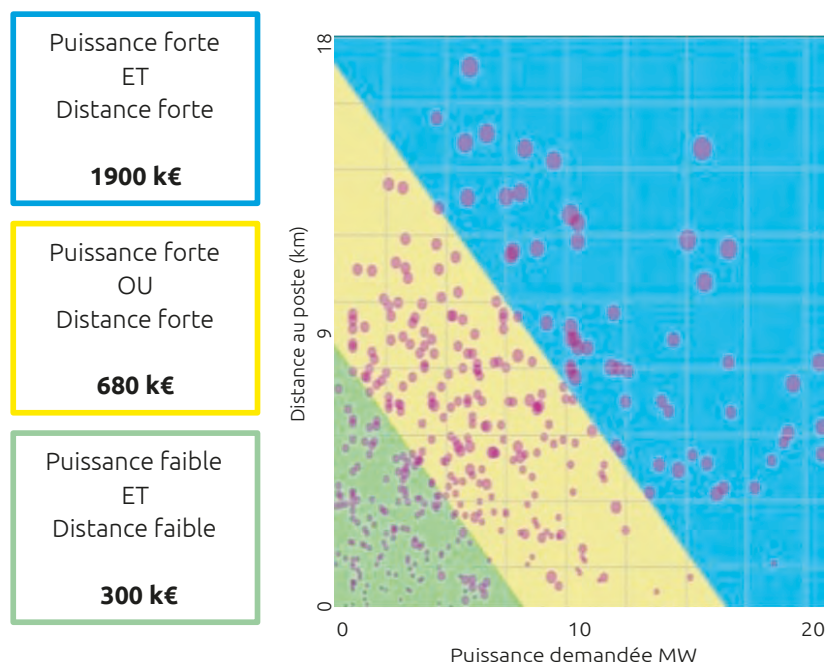 Puissance forte
ET
Distance forte
1900 k€
Puissance forte
OU
Distance forte
680 k€
Puissance faible
ET
Distance faible
300 k€
18
9
0
Distance au poste (km)
0
10
20
Puissance demandée MW